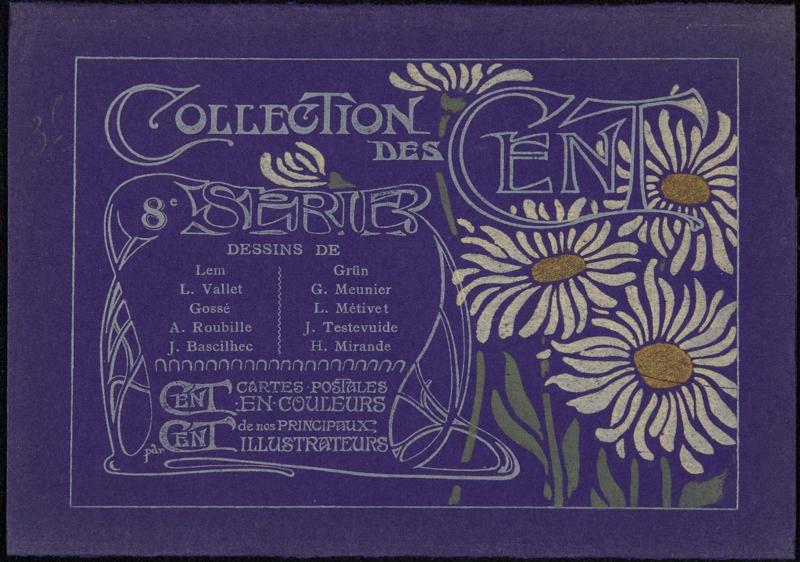 COLLECTION
DES CENT
8e SÉRIE
DESSINS DE
Lem
L. Vallet
Gossé
A. Roubille
J. Bascilhec
Grün
G. Meunier
L. Métivet
J. Testevuide
H. Mirande
CENT CARTES POSTALES
·EN·COULEURS
par CENT de nos PRINCIPAUX
ILLUSTRATEURS